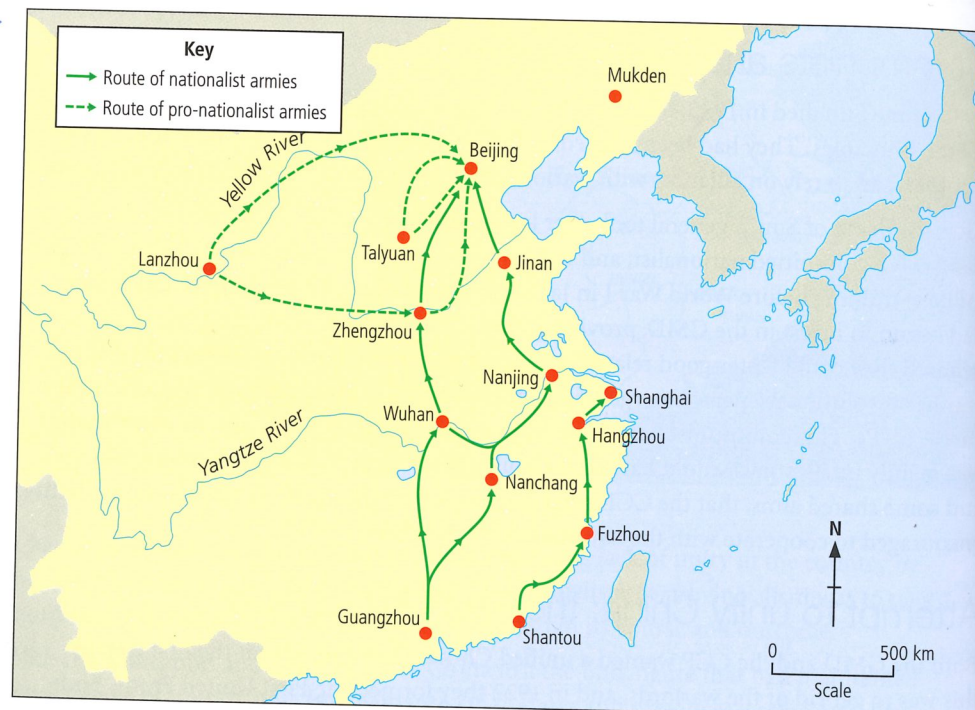 Key
Route of nationalist armies
Route of pro-nationalist armies
Mukden
Beijing
Yellow River
Talyuan
Lanzhou
Jinan
Zhengzhou
Nanjing
Shanghai
Wuhan
Hangzhou
Yangtze River
Nanchang
N
Fuzhou
Guangzhou
Shantou
0 500 km
Scale